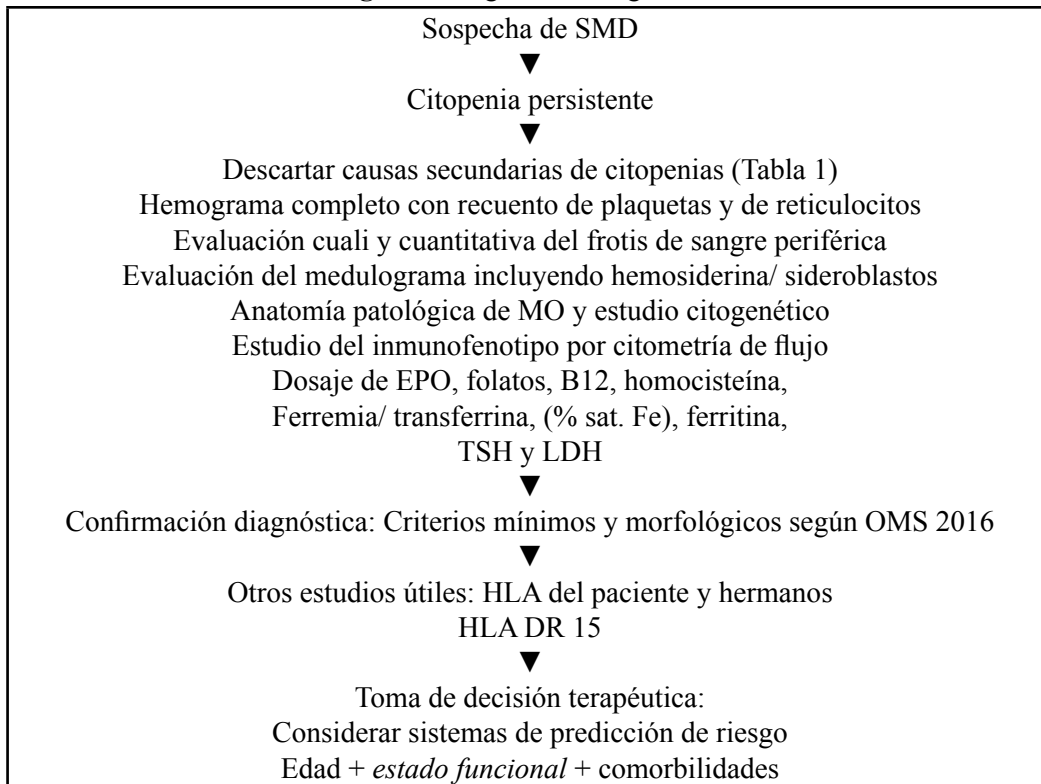 Sospecha de SMD
▼
Citopenia persistente
▼
Descartar causas secundarias de citopenias (Tabla 1)
Hemograma completo con recuento de plaquetas y de reticulocitos
Evaluación cuali y cuantitativa del frotis de sangre periférica
Evaluación del medulograma incluyendo hemosiderina/ sideroblastos
Anatomía patológica de MO y estudio citogenético
Estudio del inmunofenotipo por citometría de flujo
Dosaje de EPO, folatos, B12, homocisteína,
Ferremia/ transferrina, (% sat. Fe), ferritina,
TSH y LDH
▼
Confirmación diagnóstica: Criterios mínimos y morfológicos según OMS 2016
▼
Otros estudios útiles: HLA del paciente y hermanos
HLA DR 15
▼
Toma de decisión terapéutica:
Considerar sistemas de predicción de riesgo
Edad + estado funcional + comorbilidades